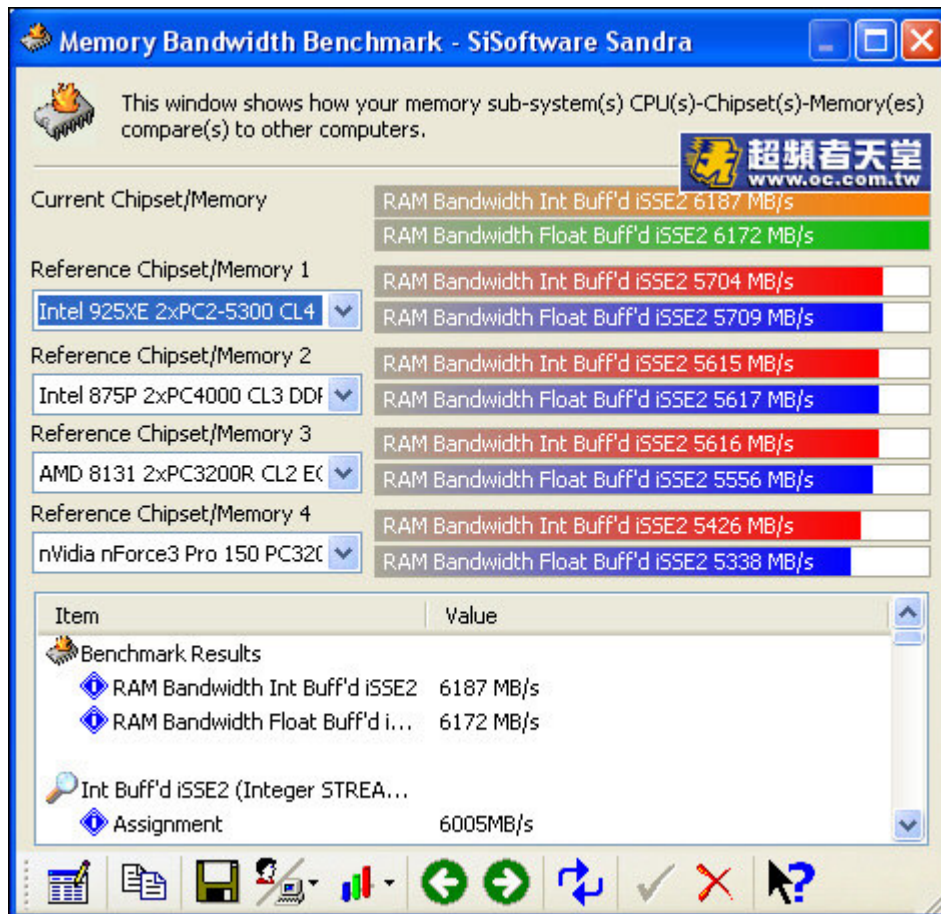 Memory Bandwidth Benchmark - SiSoftware Sandra
This window shows how your memory sub-system(s) CPU(s)-Chipset(s)-Memory(es)
compare(s) to other computers.
超頻者天堂
www.oc.com.tw
Current Chipset/Memory
RAM Bandwidth Int Buff'd iSSE2 6187 MB/s
RAM Bandwidth Float Buff'd iSSE2 6172 MB/s
Reference Chipset/Memory 1
RAM Bandwidth Int Buff'd iSSE2 5704 MB/s
Intel 925XE 2xPC2-5300 CL4
RAM Bandwidth Float Buff'd iSSE2 5709 MB/s
Reference Chipset/Memory 2
RAM Bandwidth Int Buff'd iSSE2 5615 MB/s
Intel 875P 2xPC4000 CL3 DDF
RAM Bandwidth Float Buff'd iSSE2 5617 MB/s
Reference Chipset/Memory 3
RAM Bandwidth Int Buff'd iSSE2 5616 MB/s
AMD 8131 2xPC3200R CL2 E(
RAM Bandwidth Float Buff'd iSSE2 5556 MB/s
Reference Chipset/Memory 4
RAM Bandwidth Int Buff'd iSSE2 5426 MB/s
nVidia nForce3 Pro 150 PC32(
RAM Bandwidth Float Buff'd iSSE2 5338 MB/s
Item Value
Benchmark Results
RAM Bandwidth Int Buff'd iSSE2 6187 MB/s
RAM Bandwidth Float Buff'd i... 6172 MB/s
Int Buff'd iSSE2 (Integer STREA...
Assignment 6005MB/s